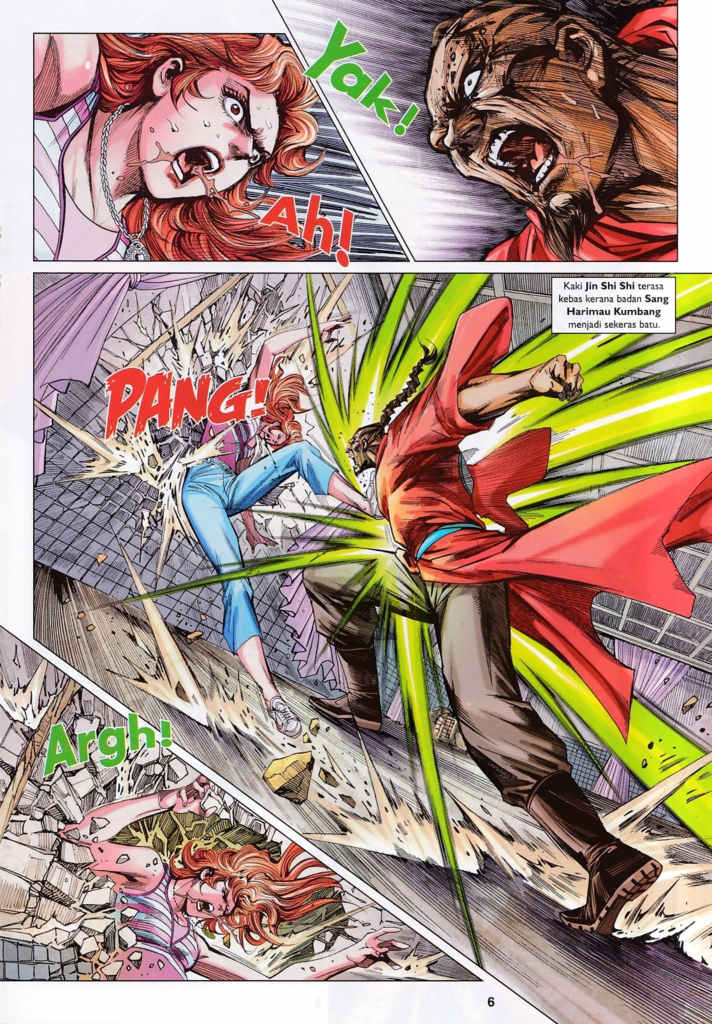 Yak!
Ah!
Kaki Jin Shi Shi terasa
kebas kerana badan Sang
Harimau Kumbang
menjadi sekeras batu.
PANG!
Argh!
6